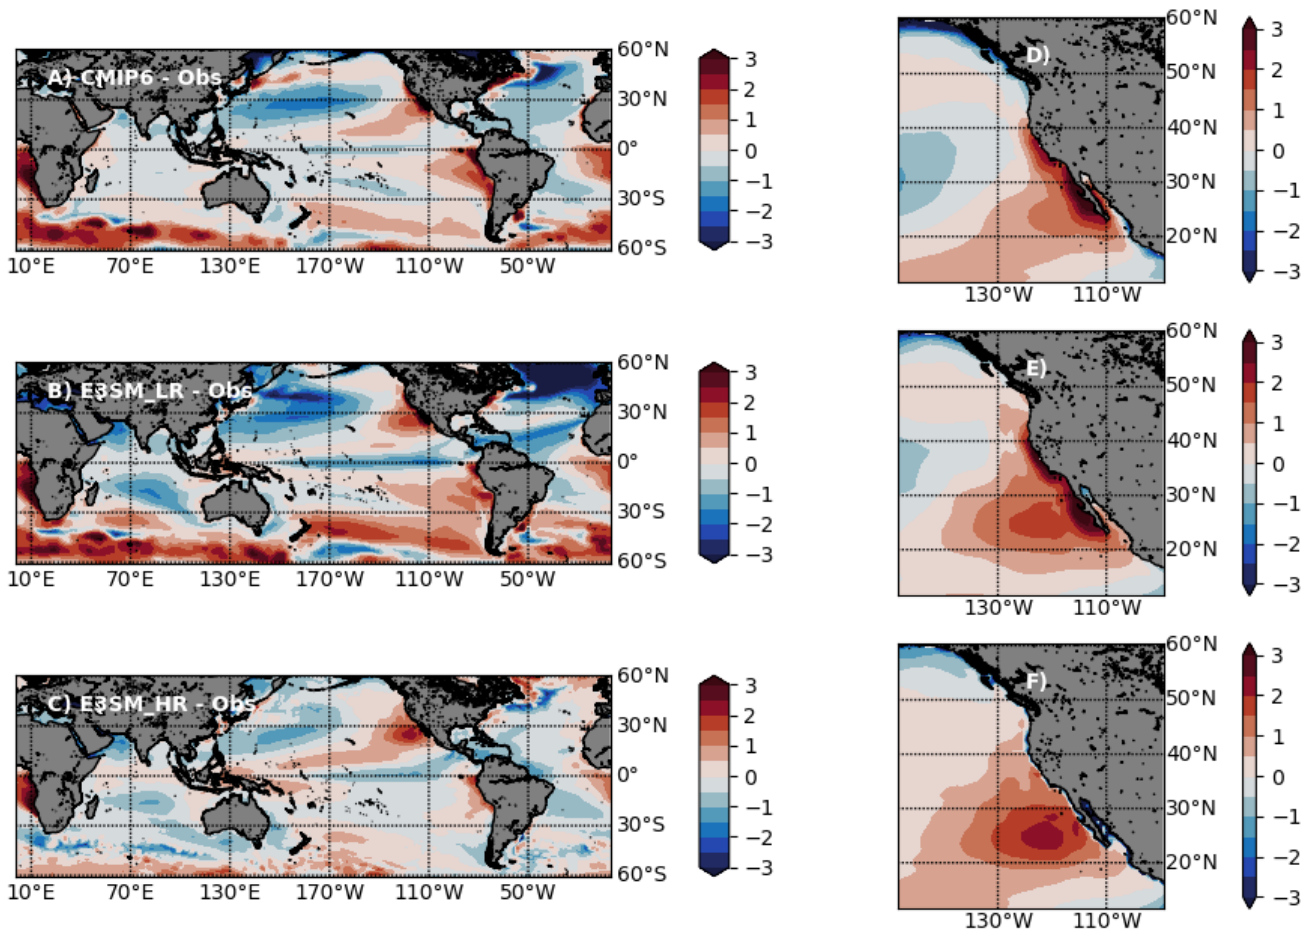 A) CMIP6 - Obs
60°N
30°N
0°
30°S
60°S
10°E 70°E 130°E 170°W 110°W 50°W
3
2
1
0
−1
−2
−3
D)
60°N
50°N
40°N
30°N
20°N
130°W 110°W
3
2
1
0
−1
−2
−3
B) E3SM_LR - Obs
60°N
30°N
0°
30°S
60°S
10°E 70°E 130°E 170°W 110°W 50°W
3
2
1
0
−1
−2
−3
E)
60°N
50°N
40°N
30°N
20°N
130°W 110°W
3
2
1
0
−1
−2
−3
C) E3SM_HR - Obs
60°N
30°N
0°
30°S
60°S
10°E 70°E 130°E 170°W 110°W 50°W
3
2
1
0
−1
−2
−3
F)
60°N
50°N
40°N
30°N
20°N
130°W 110°W
3
2
1
0
−1
−2
−3